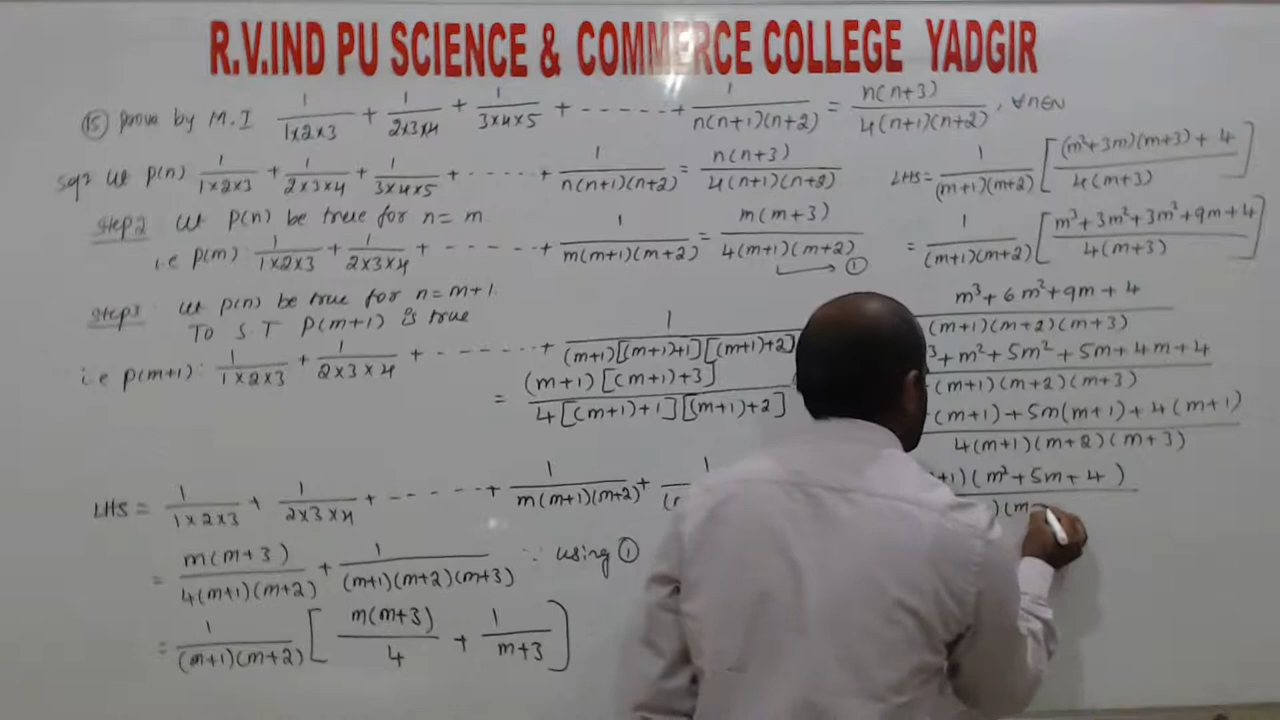 R.V.IND PU SCIENCE & COMMERCE COLLEGE YADGIR
(15) prove by M.I 1/(1×2×3) + 1/(2×3×4) + 1/(3×4×5) + ------ + 1/(n(n+1)(n+2)) = n(n+3)/(4(n+1)(n+2)), ∀n∈N
Let P(n) 1/(1×2×3) + 1/(2×3×4) + 1/(3×4×5) + ----- + 1/(n(n+1)(n+2)) = n(n+3)/(4(n+1)(n+2))
Step2 Let P(n) be true for n=m
i.e P(m): 1/(1×2×3) + 1/(2×3×4) + ------ + 1/(m(m+1)(m+2)) = m(m+3)/(4(m+1)(m+2)) → ①
Step3 Let P(n) be true for n=m+1.
To S.T P(m+1) is true
i.e P(m+1): 1/(1×2×3) + 1/(2×3×4) + ------ + 1/((m+1)[(m+1)+1][(m+1)+2]
= (m+1)[(m+1)+3]/(4[(m+1)+1][(m+1)+2]
LHS = 1/(1×2×3) + 1/(2×3×4) + ------ + 1/(m(m+1)(m+2)) + 1/
= m(m+3)/(4(m+1)(m+2)) + 1/((m+1)(m+2)(m+3)) ∵ using ①
= 1/((m+1)(m+2)) [ m(m+3)/4 + 1/(m+3) ]
LHS = 1/((m+1)(m+2)) [ ((m²+3m)(m+3) + 4)/(4(m+3)) ]
= 1/((m+1)(m+2)) [ (m³+3m²+3m²+9m+4)/(4(m+3)) ]
m³+6m²+9m+4/((m+1)(m+2)(m+3))
³+m²+5m²+5m+4m+4/((m+1)(m+2)(m+3))
(m+1)+5m(m+1)+4(m+1)/(4(m+1)(m+2)(m+3))
+1)(m²+5m+4)/)(m